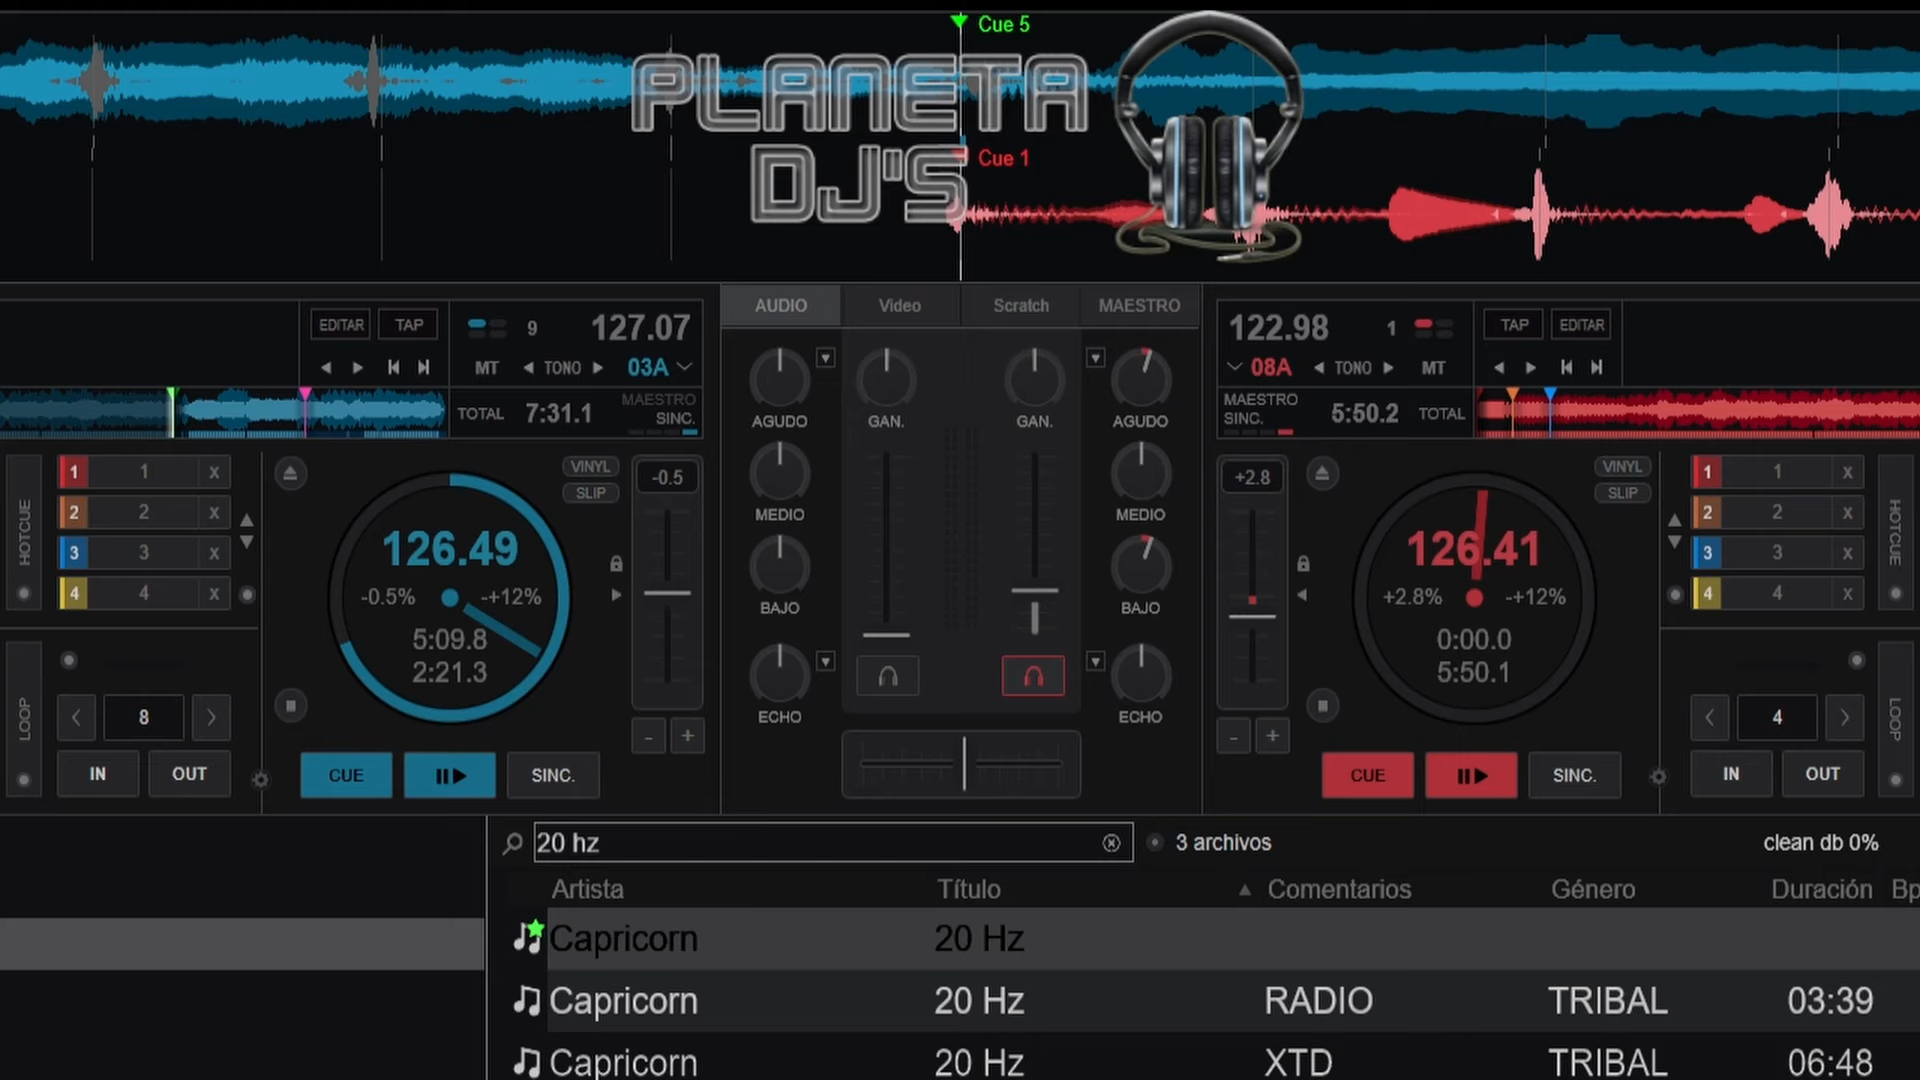 Cue 5
PLANETA
DJ'S
Cue 1
EDITAR TAP 9 127.07
MT TONO 03A
TOTAL 7:31.1 MAESTRO SINC.
AUDIO Video Scratch MAESTRO
122.98 1 TAP EDITAR
08A TONO MT
MAESTRO SINC. 5:50.2 TOTAL
AGUDO GAN. GAN. AGUDO
MEDIO MEDIO
BAJO BAJO
ECHO ECHO
HOTCUE
1 1 x
2 2 x
3 3 x
4 4 x
VINYL
SLIP
-0.5
126.49
-0.5% -+12%
5:09.8
2:21.3
- +
LOOP
8
IN OUT
CUE SINC.
+2.8
VINYL
SLIP
126.41
+2.8% -+12%
0:00.0
5:50.1
- +
CUE SINC.
1 1 x
2 2 x
3 3 x
4 4 x
HOTCUE
4
IN OUT
LOOP
20 hz 3 archivos clean db 0%
Artista Título Comentarios Género Duración Bp
Capricorn 20 Hz
Capricorn 20 Hz RADIO TRIBAL 03:39
Capricorn 20 Hz XTD TRIBAL 06:48